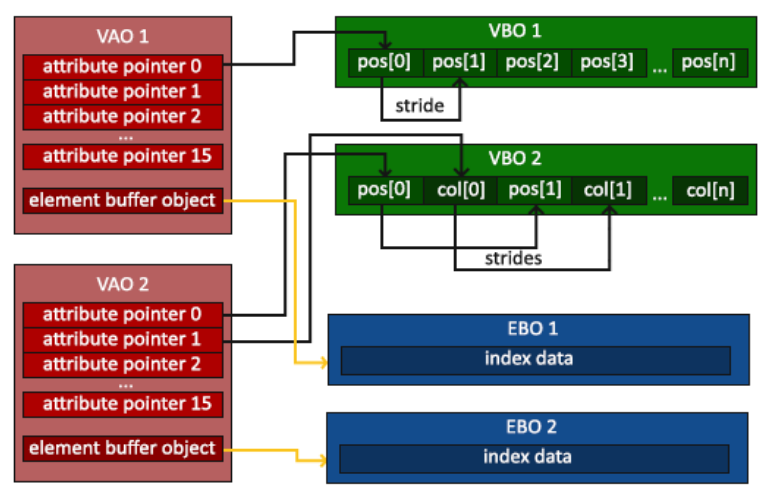 VAO 1
attribute pointer 0
attribute pointer 1
attribute pointer 2
...
attribute pointer 15
element buffer object
VAO 2
attribute pointer 0
attribute pointer 1
attribute pointer 2
...
attribute pointer 15
element buffer object
VBO 1
pos[0] pos[1] pos[2] pos[3] ... pos[n]
stride
VBO 2
pos[0] col[0] pos[1] col[1] ... col[n]
strides
EBO 1
index data
EBO 2
index data